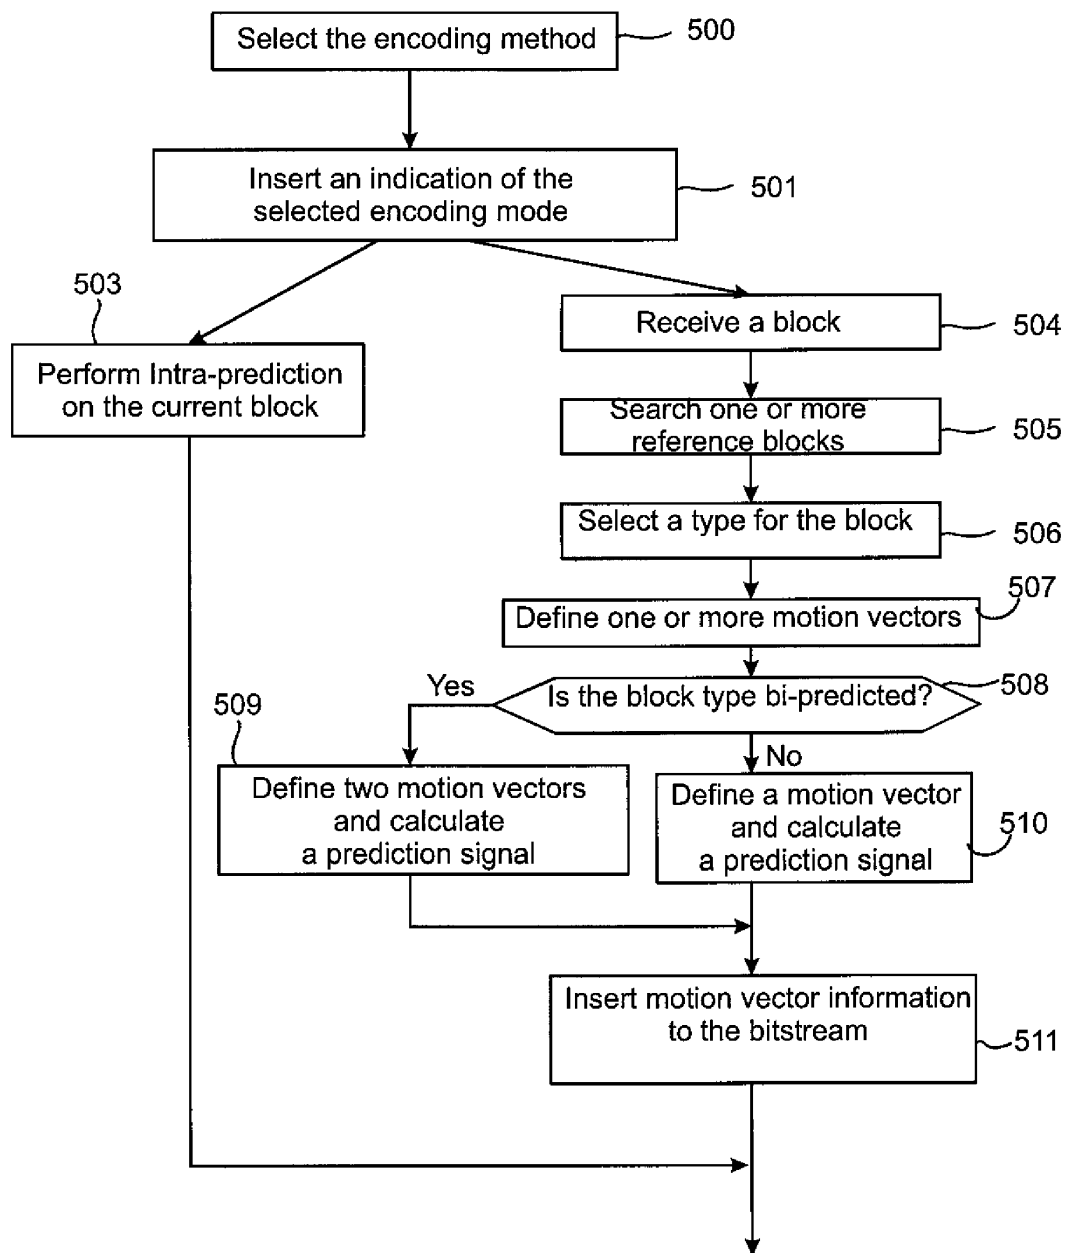 Select the encoding method
500
Insert an indication of the
selected encoding mode
501
503
Perform Intra-prediction
on the current block
Receive a block
504
Search one or more
reference blocks
505
Select a type for the block
506
507
Define one or more motion vectors
Is the block type bi-predicted?
508
Yes
No
509
Define two motion vectors
and calculate
a prediction signal
Define a motion vector
and calculate
a prediction signal
510
Insert motion vector information
to the bitstream
511